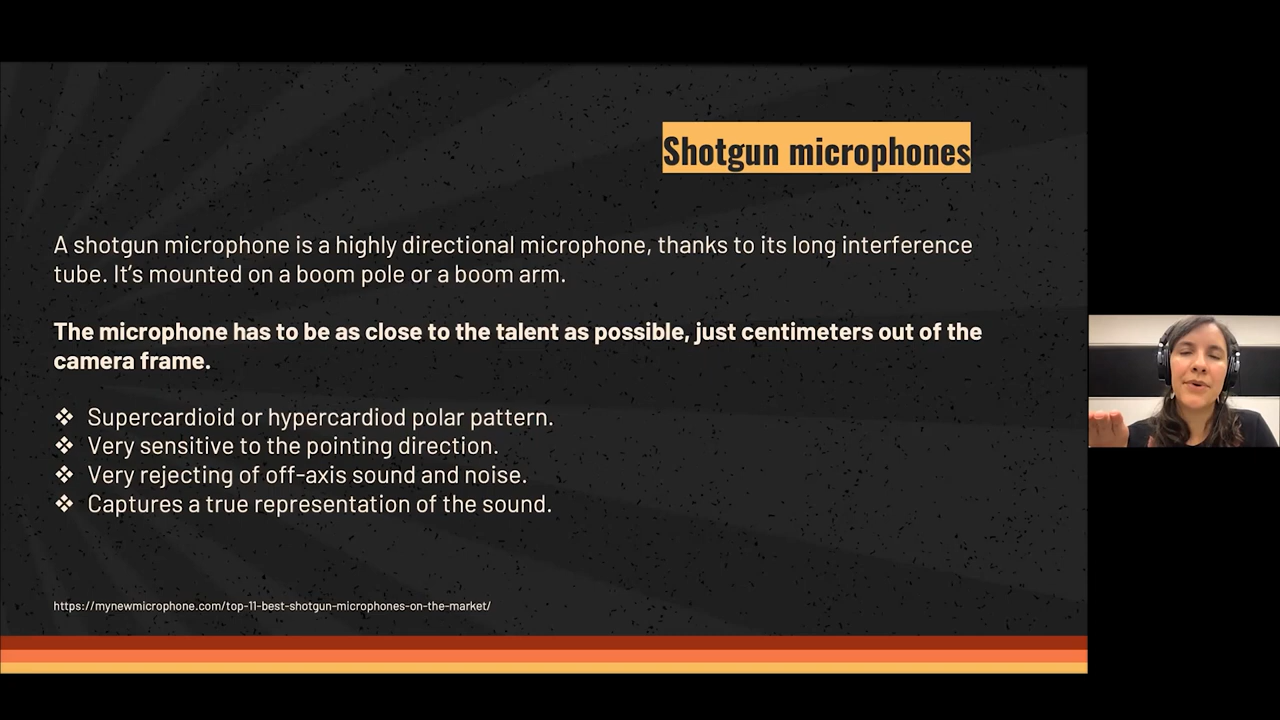 Shotgun microphones
A shotgun microphone is a highly directional microphone, thanks to its long interference
tube. It’s mounted on a boom pole or a boom arm.
The microphone has to be as close to the talent as possible, just centimeters out of the
camera frame.
❖ Supercardioid or hypercardiod polar pattern.
❖ Very sensitive to the pointing direction.
❖ Very rejecting of off-axis sound and noise.
❖ Captures a true representation of the sound.
https://mynewmicrophone.com/top-11-best-shotgun-microphones-on-the-market/